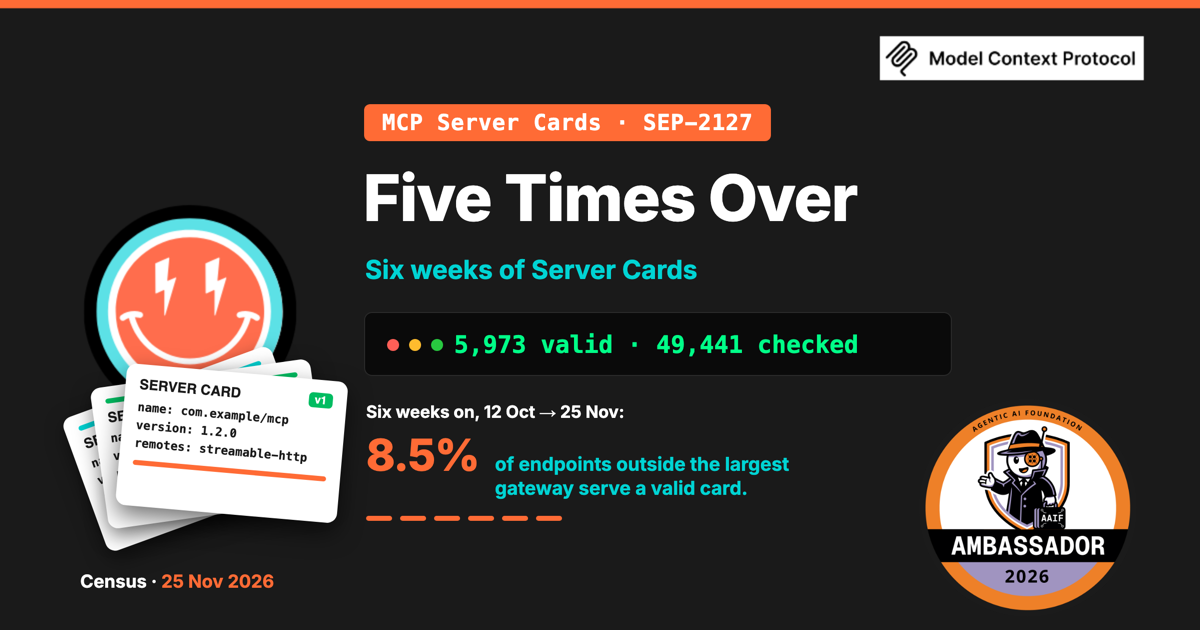 Model Context Protocol
MCP Server Cards · SEP–2127
Five Times Over
Six weeks of Server Cards
5,973 valid · 49,441 checked
Six weeks on, 12 Oct → 25 Nov:
8.5%
of endpoints outside the largest
gateway serve a valid card.
SERVER CARD
v1
name: com.example/mcp
version: 1.2.0
remotes: streamable–http
Census · 25 Nov 2026
AGENTIC AI FOUNDATION
AAIF
AMBASSADOR
2026